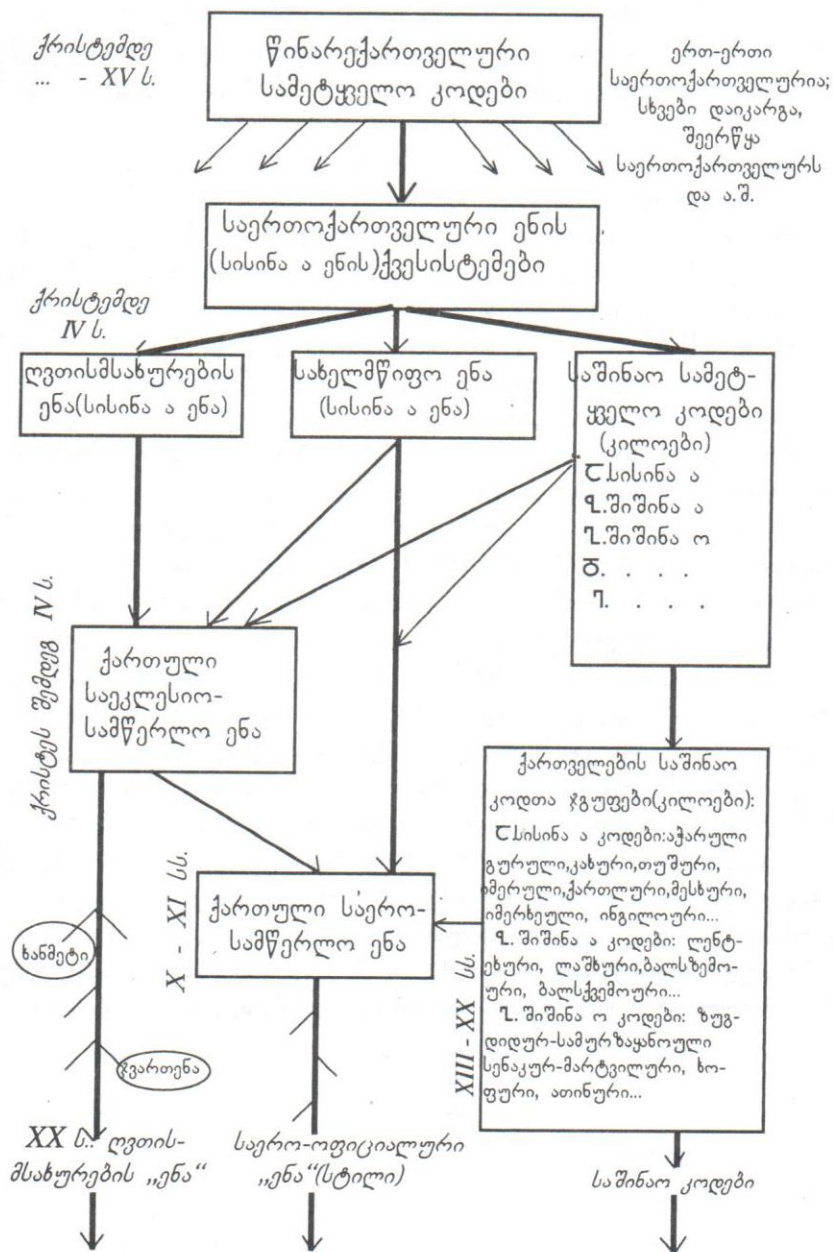 ქრისტემდე
... - XV ს.
წინარექართველური
სამეტყველო კოდები
ერთ-ერთი
საერთოქართველურია;
სხვები დაიკარგა,
შეერწყა
საერთოქართველურს
და ა.შ.
საერთოქართველური ენის
(სისინა ა ენის)ქვესისტემები
ქრისტემდე
IV ს.
ღვთისმსახურების
ენა(სისინა ა ენა)
სახელმწიფო ენა
(სისინა ა ენა)
საშინაო სამეტ-
ყველო კოდები
(კილოები)
Ⴀ.სისინა ა
Ⴁ.შიშინა ა
Ⴂ.შიშინა ო
Ⴃ. . . .
Ⴄ. . . .
ქრისტეს შემდეგ IV ს.
ქართული
საეკლესიო-
სამწერლო ენა
X - XI სს.
ქართული საერო-
სამწერლო ენა
XIII - XX სს.
ქართველების საშინაო
კოდთა ჯგუფები(კილოები):
Ⴀ.სისინა ა კოდები:აჭარული
გურული,კახური,თუშური,
იმერული,ქართლური,მესხური,
იმერხეული, ინგილოური...
Ⴁ. შიშინა ა კოდები: ლენტ-
ეხური, ლაშხური,ბალსზემო-
ური, ბალსქვემოური...
Ⴂ. შიშინა ო კოდები: ზუგ-
დიდურ-სამურზაყანოული
სენაკურ-მარტვილური, ხო-
ფური, ათინური...
ხანმეტი
ჯვართენა
XX ს.: ღვთის-
მსახურების „ენა“
საერო-ოფიციალური
„ენა“(სტილი)
საშინაო კოდები